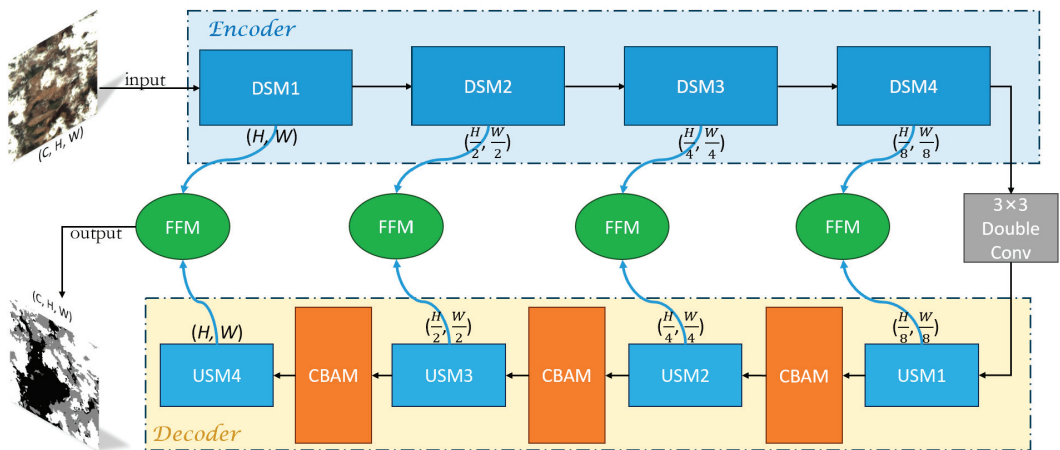 Encoder
input
DSM1
DSM2
DSM3
DSM4
(C, H, W)
(H, W)
(H/2, W/2)
(H/4, W/4)
(H/8, W/8)
FFM
FFM
FFM
FFM
3×3
Double
Conv
output
(C, H, W)
(H, W)
(H/2, W/2)
(H/4, W/4)
(H/8, W/8)
USM4
CBAM
USM3
CBAM
USM2
CBAM
USM1
Decoder